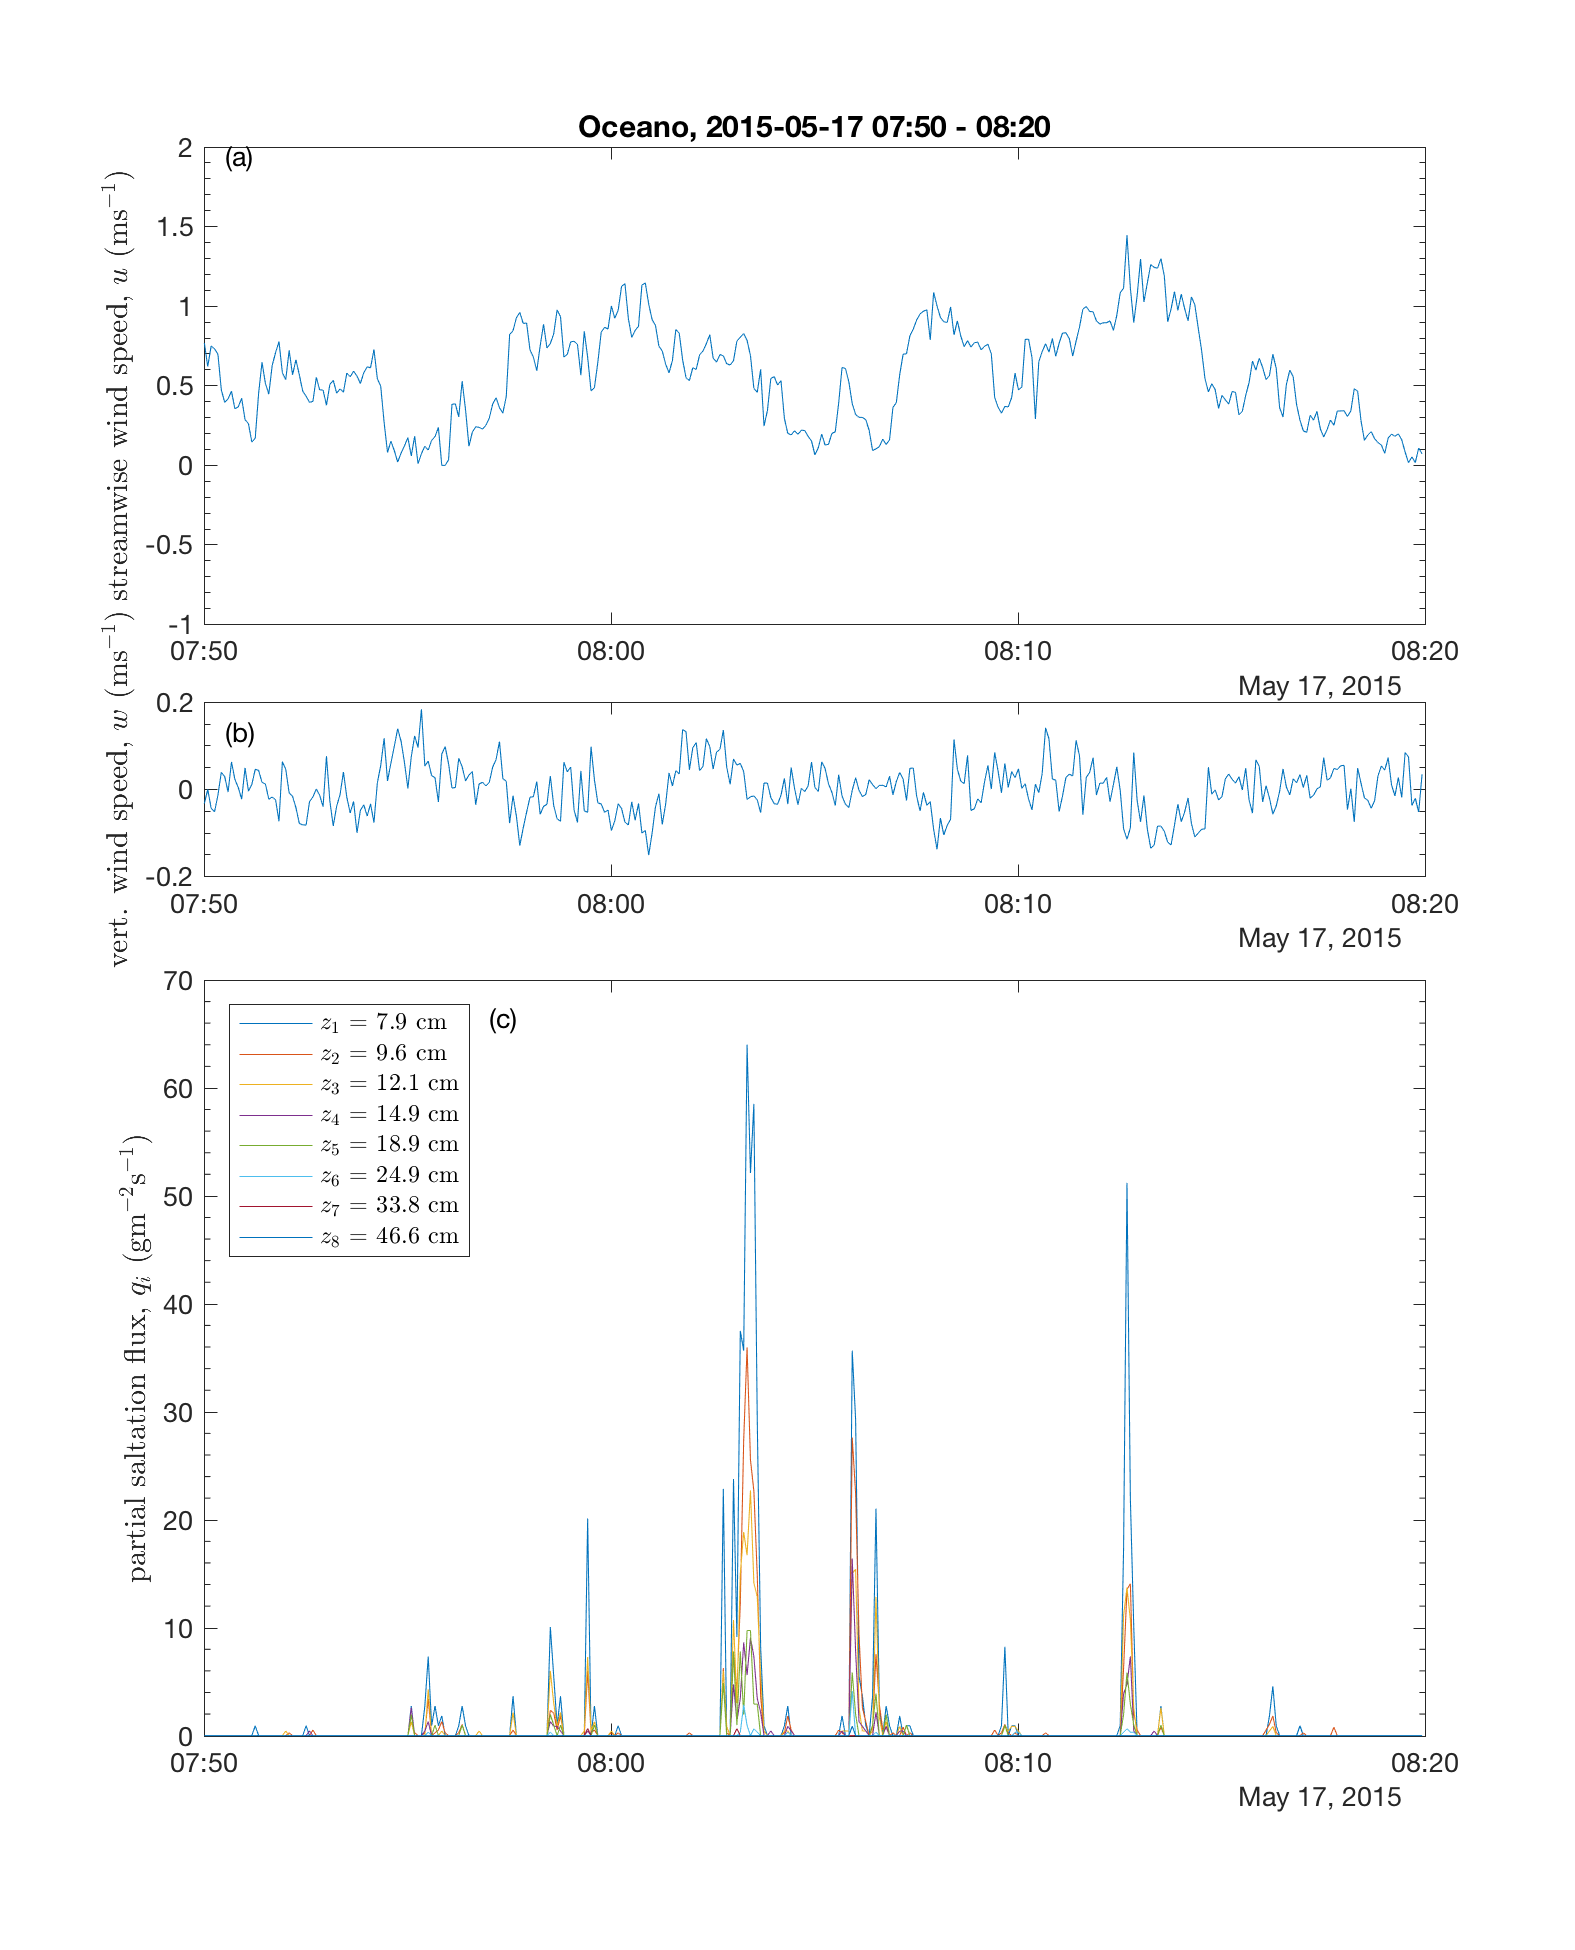 Oceano, 2015-05-17 07:50 - 08:20
(a)
streamwise wind speed, u (ms−1)
2
1.5
1
0.5
0
-0.5
-1
07:50 08:00 08:10 08:20
May 17, 2015
(b)
vert. wind speed, w (ms−1)
0.2
0
-0.2
07:50 08:00 08:10 08:20
May 17, 2015
(c)
partial saltation flux, qi (gm−2s−1)
70
60
50
40
30
20
10
0
z1 = 7.9 cm
z2 = 9.6 cm
z3 = 12.1 cm
z4 = 14.9 cm
z5 = 18.9 cm
z6 = 24.9 cm
z7 = 33.8 cm
z8 = 46.6 cm
07:50 08:00 08:10 08:20
May 17, 2015